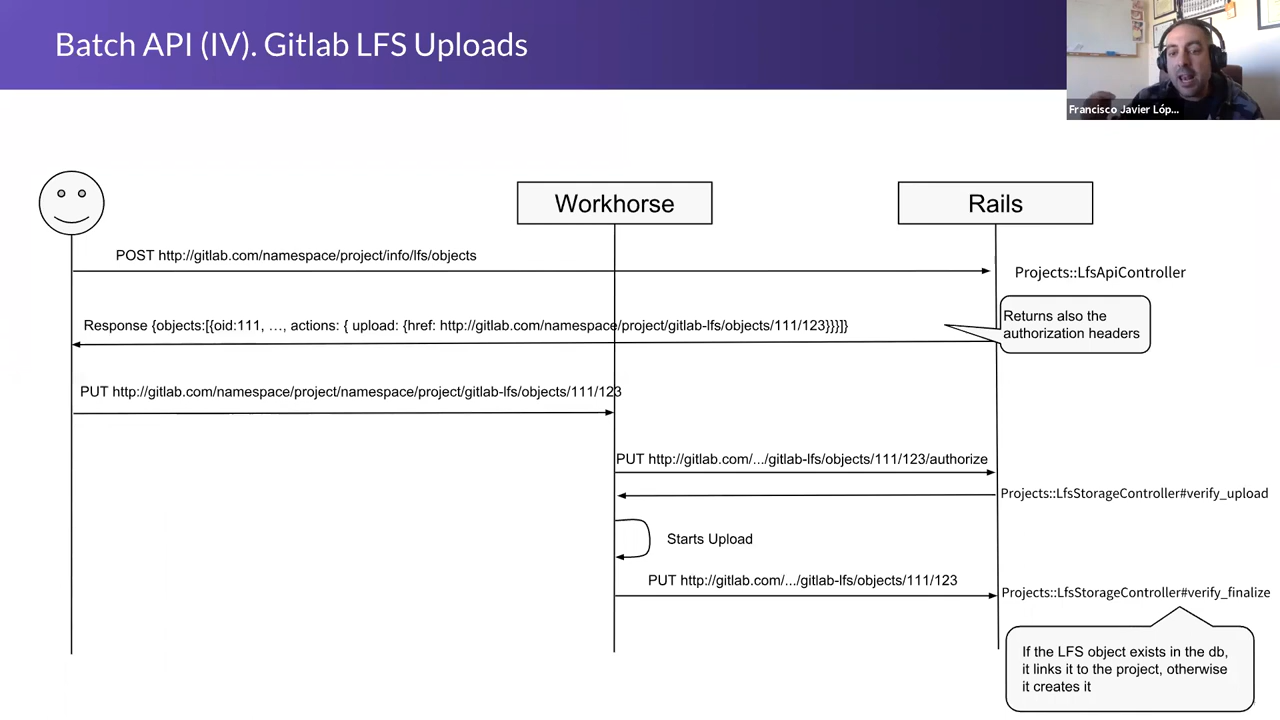 Batch API (IV). Gitlab LFS Uploads
Francisco Javier Lóp...
Workhorse
Rails
POST http://gitlab.com/namespace/project/info/lfs/objects
Projects::LfsApiController
Returns also the
authorization headers
Response {objects:[{oid:111, …, actions: { upload: {href: http://gitlab.com/namespace/project/gitlab-lfs/objects/111/123}}}]}
PUT http://gitlab.com/namespace/project/namespace/project/gitlab-lfs/objects/111/123
PUT http://gitlab.com/.../gitlab-lfs/objects/111/123/authorize
Projects::LfsStorageController#verify_upload
Starts Upload
PUT http://gitlab.com/.../gitlab-lfs/objects/111/123
Projects::LfsStorageController#verify_finalize
If the LFS object exists in the db,
it links it to the project, otherwise
it creates it